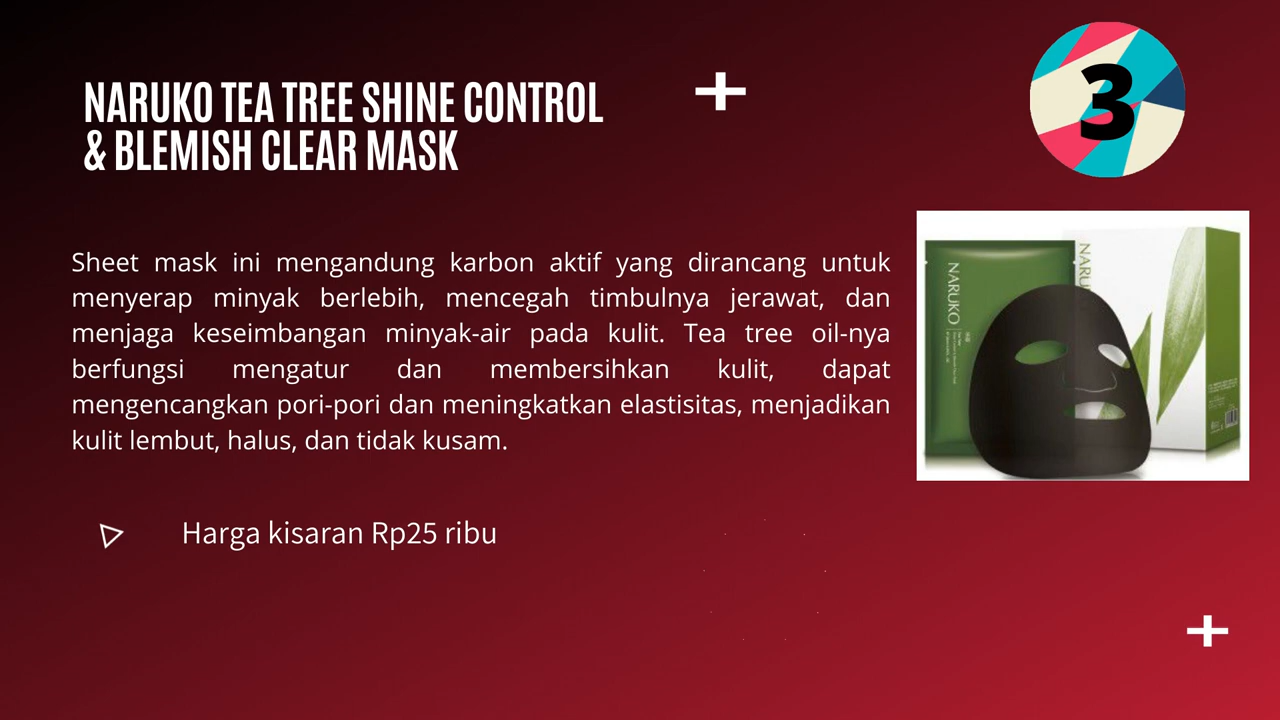 3
NARUKO TEA TREE SHINE CONTROL
& BLEMISH CLEAR MASK
Sheet mask ini mengandung karbon aktif yang dirancang untuk
menyerap minyak berlebih, mencegah timbulnya jerawat, dan
menjaga keseimbangan minyak-air pada kulit. Tea tree oil-nya
berfungsi mengatur dan membersihkan kulit, dapat
mengencangkan pori-pori dan meningkatkan elastisitas, menjadikan
kulit lembut, halus, dan tidak kusam.
NARUKO
NARU
Harga kisaran Rp25 ribu